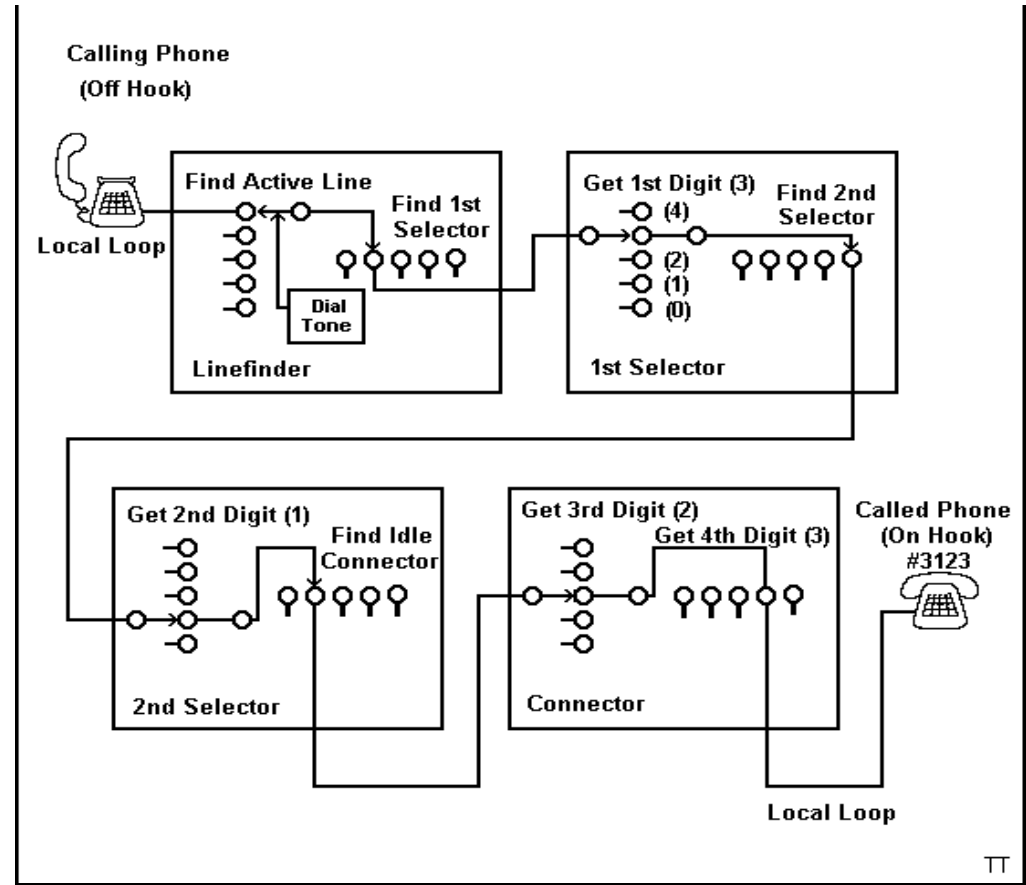 Calling Phone
(Off Hook)
Local Loop
Find Active Line
Find 1st
Selector
Dial
Tone
Linefinder
Get 1st Digit (3)
(4)
(2)
(1)
(0)
Find 2nd
Selector
1st Selector
Get 2nd Digit (1)
Find Idle
Connector
2nd Selector
Get 3rd Digit (2)
Get 4th Digit (3)
Connector
Called Phone
(On Hook)
#3123
Local Loop
TT